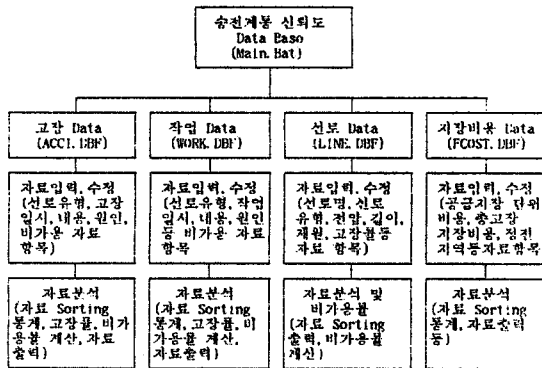 송전계통 신뢰도
Data Base
(Main.Bat)
고장 Data
(ACCI.DBF)
작업 Data
(WORK.DBF)
선로 Data
(LINE.DBF)
지장비용 Data
(FCOST.DBF)
자료입력, 수정
(선로유형, 고장
일시, 내용, 원인,
비가용 자료
항목)
자료입력, 수정
(선로유형, 작업
일시, 내용, 원인
등 비가용 자료
항목)
자료입력, 수정
(선로명, 선로
유형, 전압, 길이,
재원, 고장률등
자료 항목)
자료입력, 수정
(공급지장 단위
비용, 총고장
지장비용, 정전
지역등자료항목)
자료분석
(자료 Sorting
통계, 고장률, 비가
용률 계산, 자료
출력)
자료분석
(자료 Sorting
통계, 고장률, 비
가용률 계산,
자료출력)
자료분석 및
비가용률
(자료 Sorting
출력, 비가용률
계산)
자료분석
(자료 Sorting
통계, 자료출력
등)